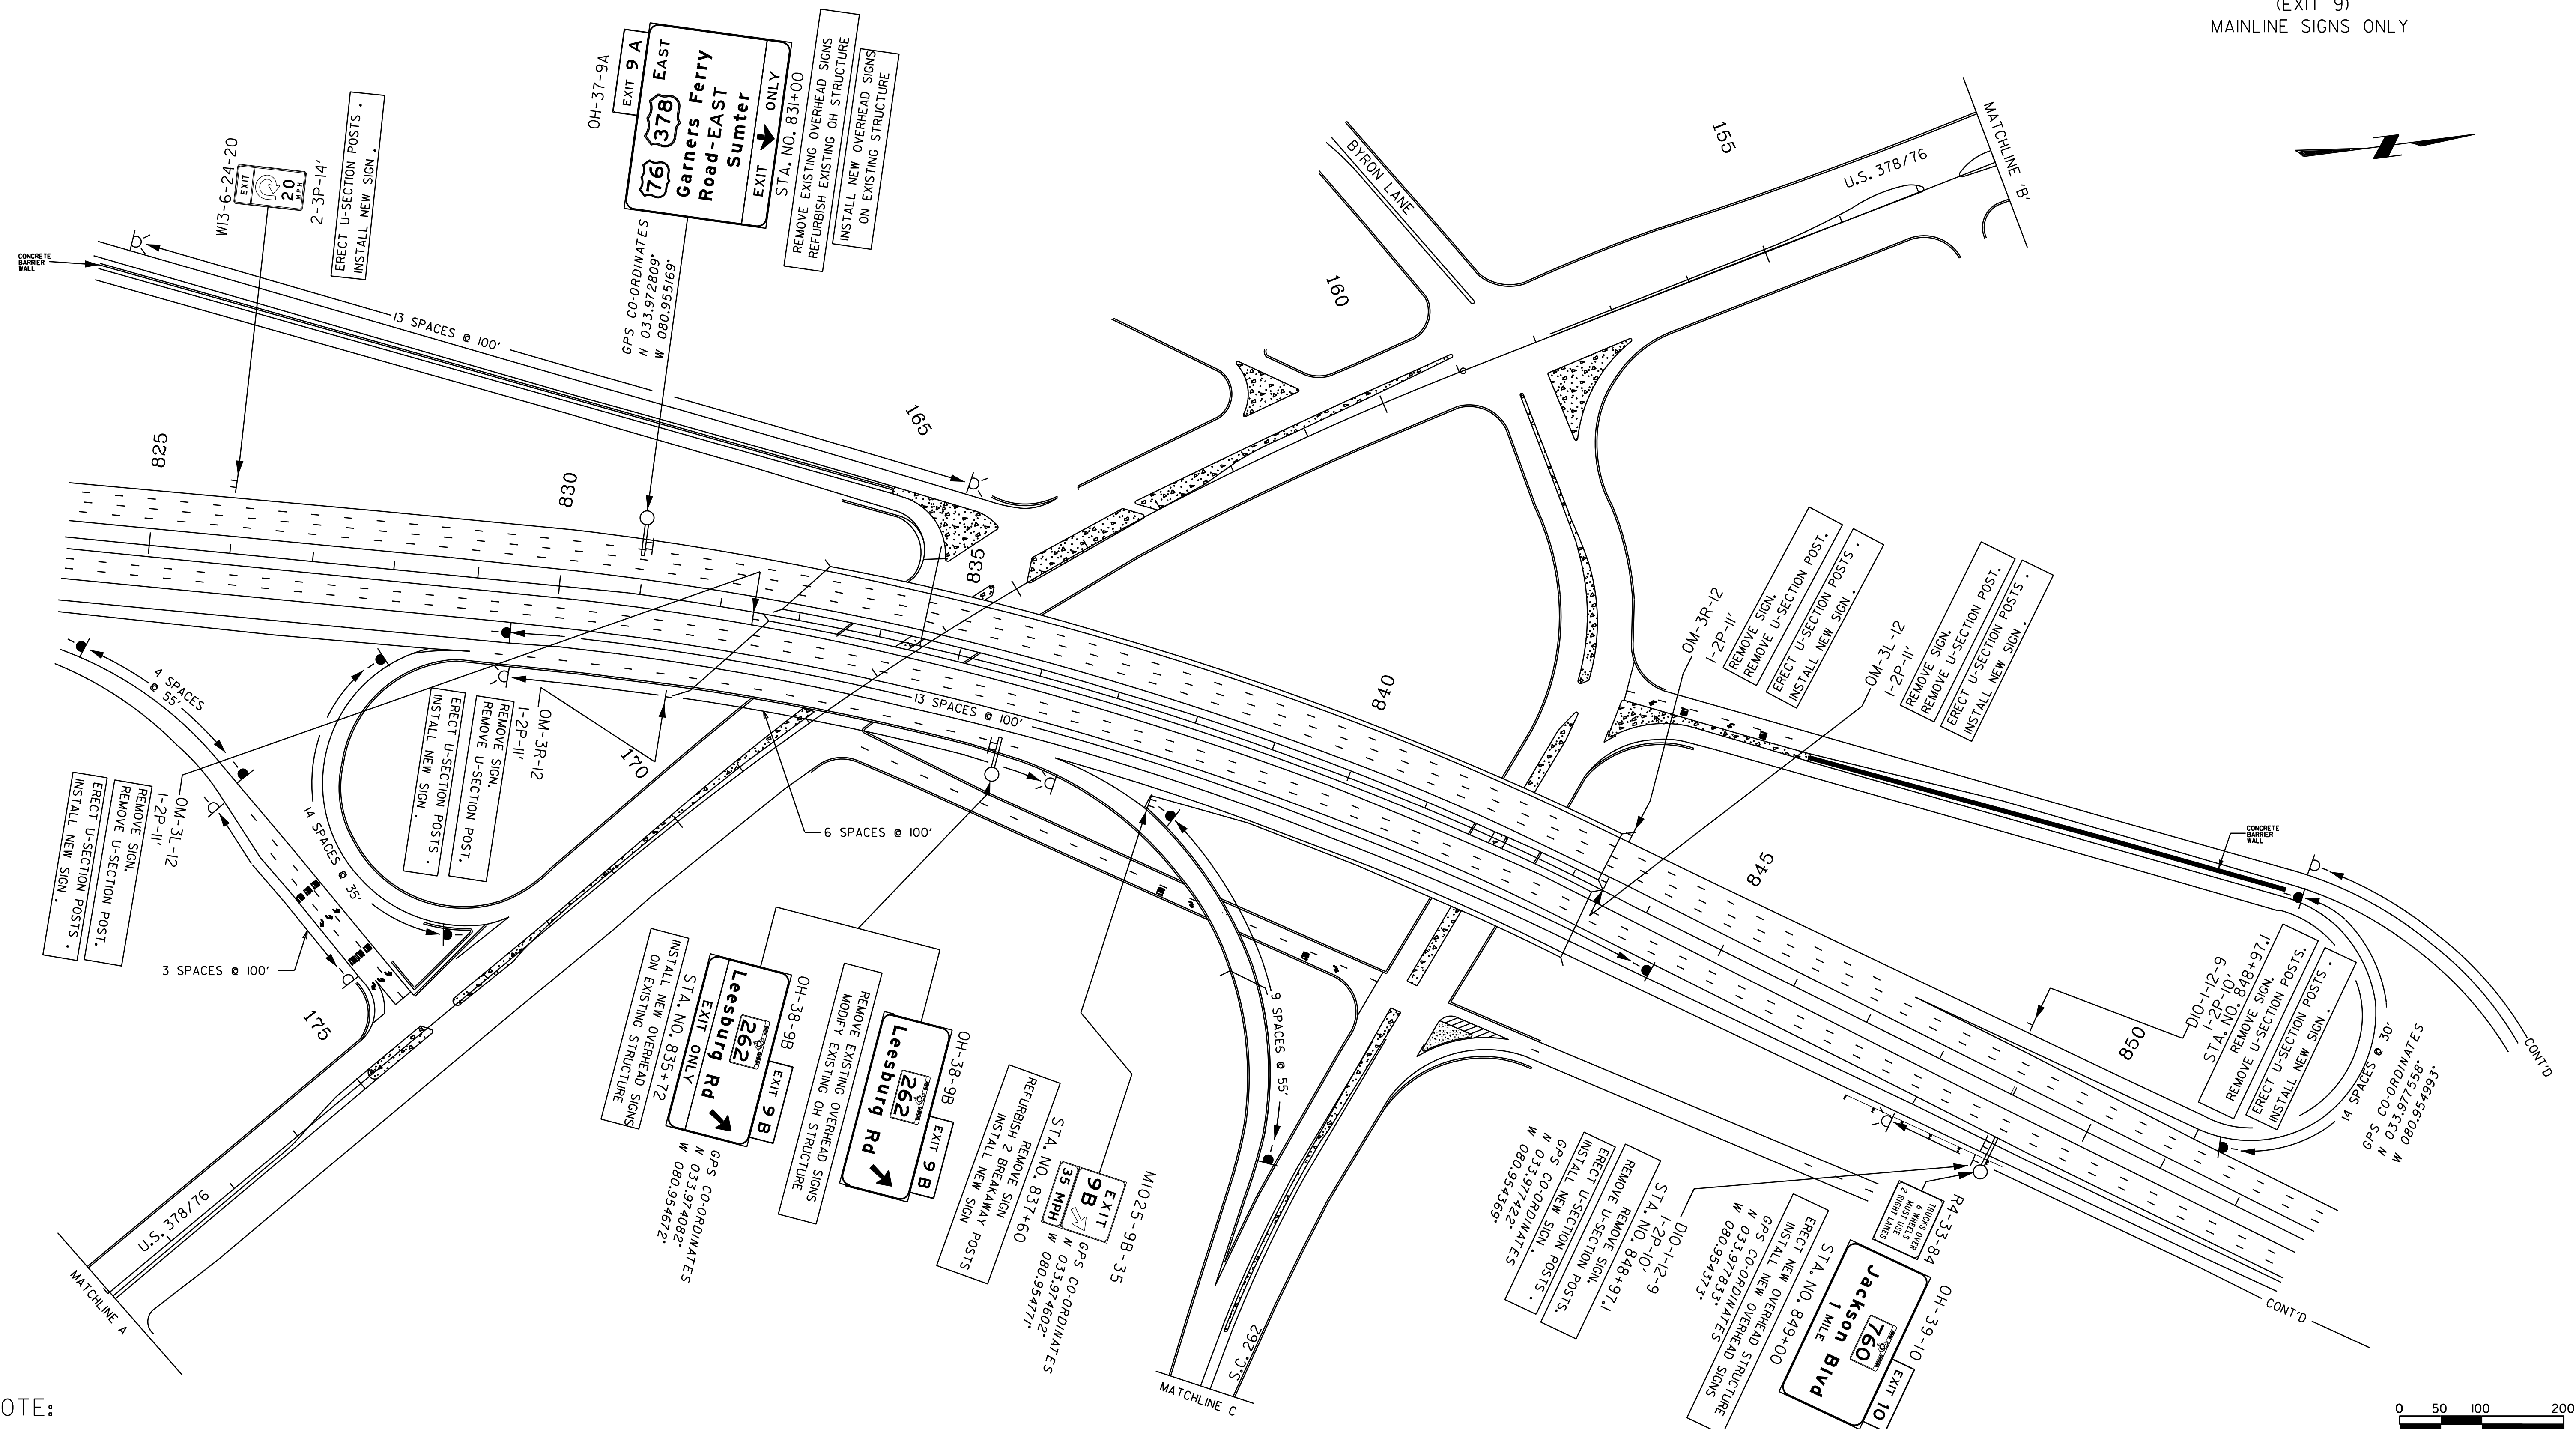 (EXIT 9)
MAINLINE SIGNS ONLY
CONCRETE
BARRIER
WALL
W13-6-24-20
EXIT
20
MPH
2-3P-14'
ERECT U-SECTION POSTS .
INSTALL NEW SIGN .
OH-37-9A
EXIT 9 A
76 378 EAST
Garners Ferry
Road-EAST
Sumter
EXIT ONLY
STA. NO. 831+00
REMOVE EXISTING OVERHEAD SIGNS
REFURBISH EXISTING OH STRUCTURE
INSTALL NEW OVERHEAD SIGNS
ON EXISTING STRUCTURE
GPS CO-ORDINATES
N 033.972809°
W 080.955169°
13 SPACES @ 100'
BYRON LANE
155
U.S. 378/76
MATCHLINE 'B'
160
165
825
830
835
840
845
850
170
175
OM-3R-12
1-2P-11'
REMOVE SIGN.
REMOVE U-SECTION POST.
ERECT U-SECTION POSTS .
INSTALL NEW SIGN .
OM-3L-12
1-2P-11'
REMOVE SIGN.
REMOVE U-SECTION POST.
ERECT U-SECTION POSTS .
INSTALL NEW SIGN .
4 SPACES
@ 55'
14 SPACES @ 35'
OM-3R-12
1-2P-11'
REMOVE SIGN.
REMOVE U-SECTION POST.
ERECT U-SECTION POSTS .
INSTALL NEW SIGN .
OM-3L-12
1-2P-11'
REMOVE SIGN.
REMOVE U-SECTION POST.
ERECT U-SECTION POSTS .
INSTALL NEW SIGN .
13 SPACES @ 100'
6 SPACES @ 100'
3 SPACES @ 100'
9 SPACES @ 55'
CONCRETE
BARRIER
WALL
D10-1-12-9
1-2P-10'
STA. NO. 848+97.1
REMOVE SIGN.
REMOVE U-SECTION POSTS.
ERECT U-SECTION POSTS .
INSTALL NEW SIGN .
14 SPACES @ 30'
GPS CO-ORDINATES
N 033.977558°
W 080.954993°
CONT'D
OH-38-9B
EXIT 9 B
262
Leesburg Rd
EXIT ONLY
STA. NO. 835+72
INSTALL NEW OVERHEAD SIGNS
ON EXISTING STRUCTURE
GPS CO-ORDINATES
N 033.974082°
W 080.954672°
OH-38-9B
EXIT 9 B
262
Leesburg Rd
REMOVE EXISTING OVERHEAD SIGNS
MODIFY EXISTING OH STRUCTURE
M1025-9B-35
EXIT
9B
35 MPH
STA. NO. 837+60
REMOVE SIGN
REFURBISH 2 BREAKAWAY POSTS
INSTALL NEW SIGN
GPS CO-ORDINATES
N 033.974602°
W 080.954771°
D10-1-12-9
1-2P-10'
STA. NO. 848+97.1
REMOVE SIGN.
REMOVE U-SECTION POSTS.
ERECT U-SECTION POSTS .
INSTALL NEW SIGN .
GPS CO-ORDINATES
N 033.977422°
W 080.954369°
R4-33-84
TRUCKS OVER
6 WHEELS
MUST USE
2 RIGHT LANES
OH-39-10
EXIT 10
760
Jackson Blvd
1 MILE
STA. NO. 849+00
ERECT NEW OVERHEAD STRUCTURE
INSTALL NEW OVERHEAD SIGNS
GPS CO-ORDINATES
N 033.977833°
W 080.954373°
CONT'D
U.S. 378/76
MATCHLINE A
S.C. 262
MATCHLINE C
OTE:
0 50 100 200